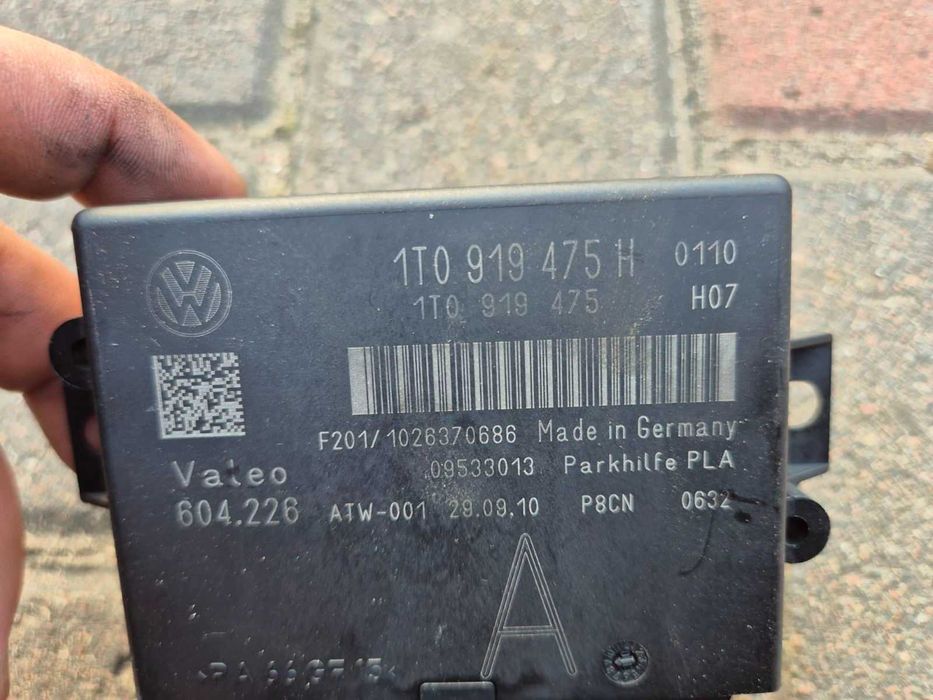 1T0 919 475 H 0110
1T0 919 475 H07
F201/1026370686 Made in Germany
09533013 Parkhilfe PLA
Valeo
604.226 ATW-001 29.09.10 P8CN 0632
A